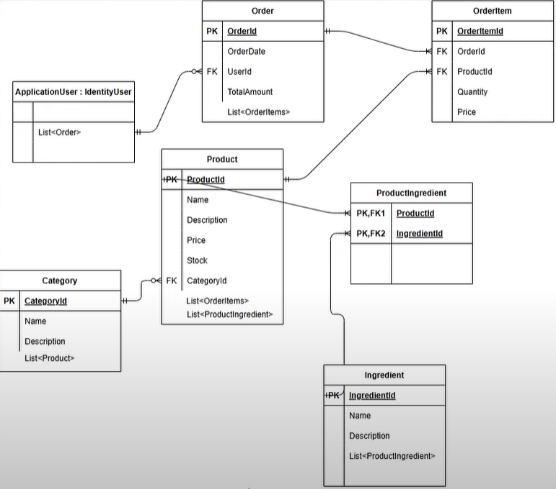 Order
PK OrderId
OrderDate
FK UserId
TotalAmount
List<OrderItems>
OrderItem
PK OrderItemId
FK OrderId
FK ProductId
Quantity
Price
ApplicationUser : IdentityUser
List<Order>
Product
PK ProductId
Name
Description
Price
Stock
FK CategoryId
List<OrderItems>
List<ProductIngredient>
ProductIngredient
PK,FK1 ProductId
PK,FK2 IngredientId
Category
PK CategoryId
Name
Description
List<Product>
Ingredient
PK IngredientId
Name
Description
List<ProductIngredient>